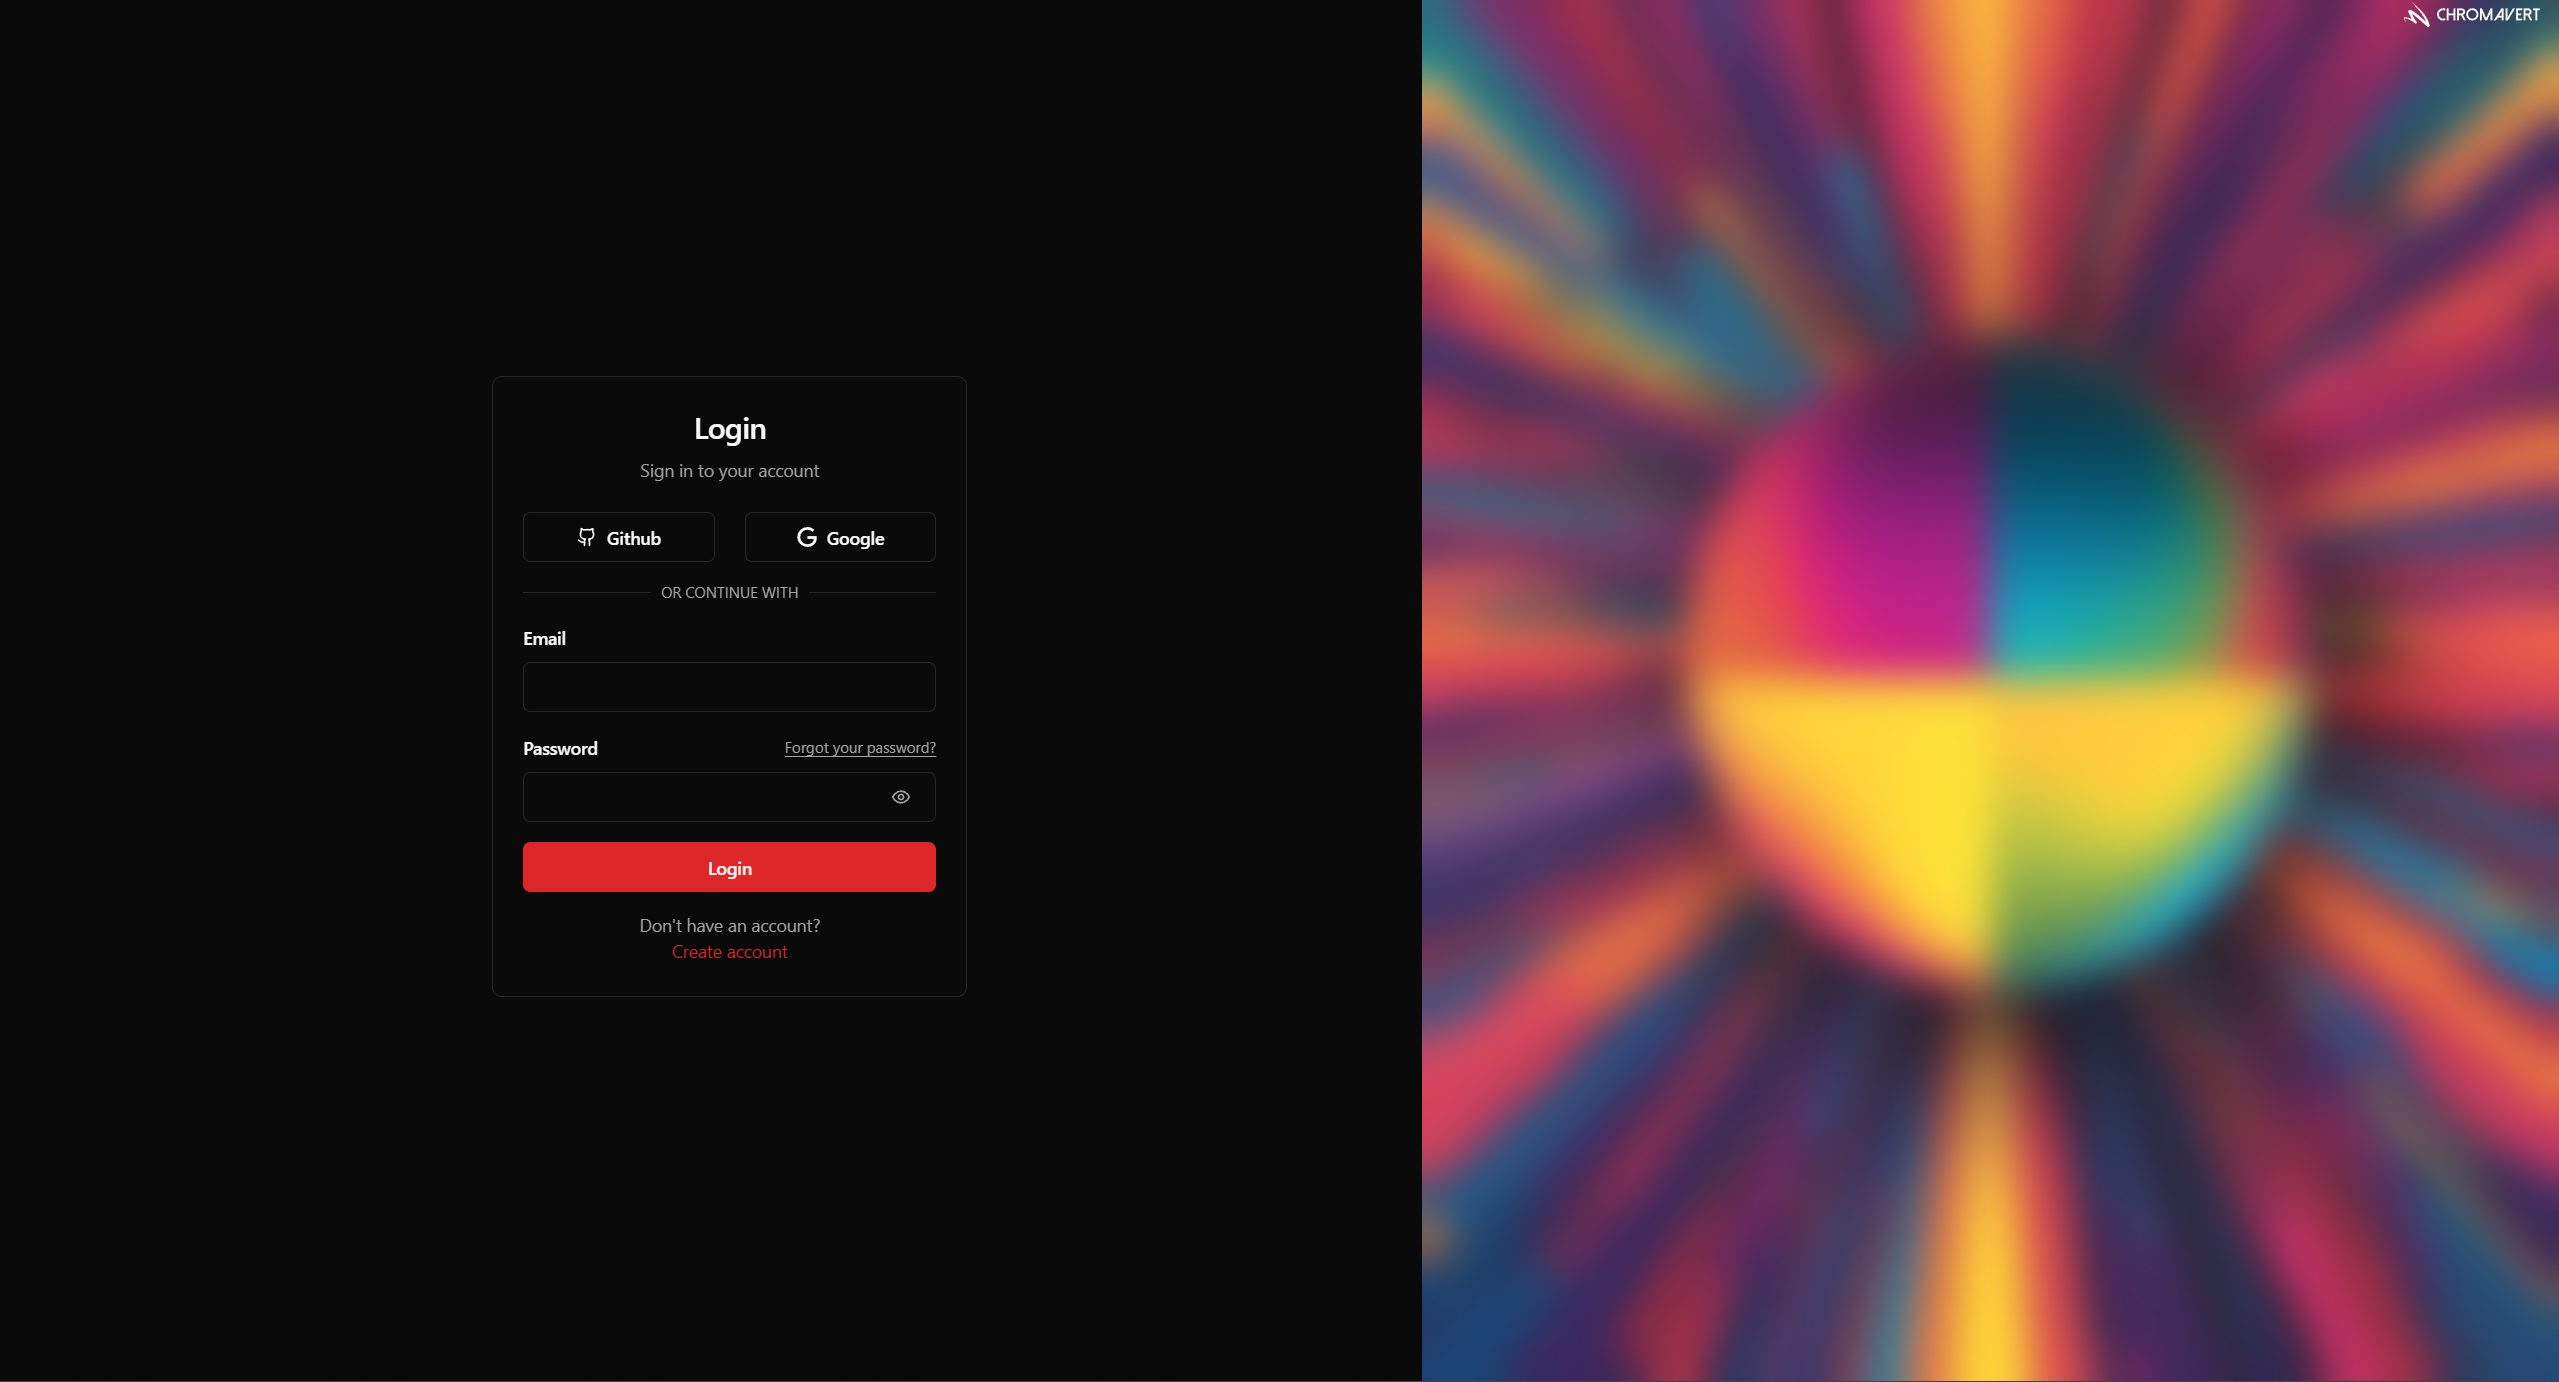 CHROMAVERT
Login
Sign in to your account
Github
Google
OR CONTINUE WITH
Email
Password
Forgot your password?
Login
Don't have an account?
Create account